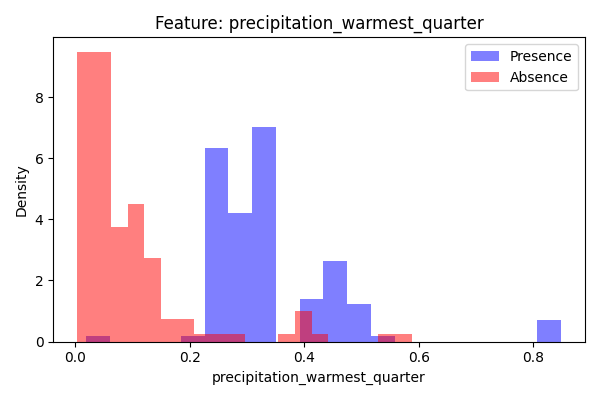 Feature: precipitation_warmest_quarter
Presence
Absence
Density
8
6
4
2
0
0.0 0.2 0.4 0.6 0.8
precipitation_warmest_quarter